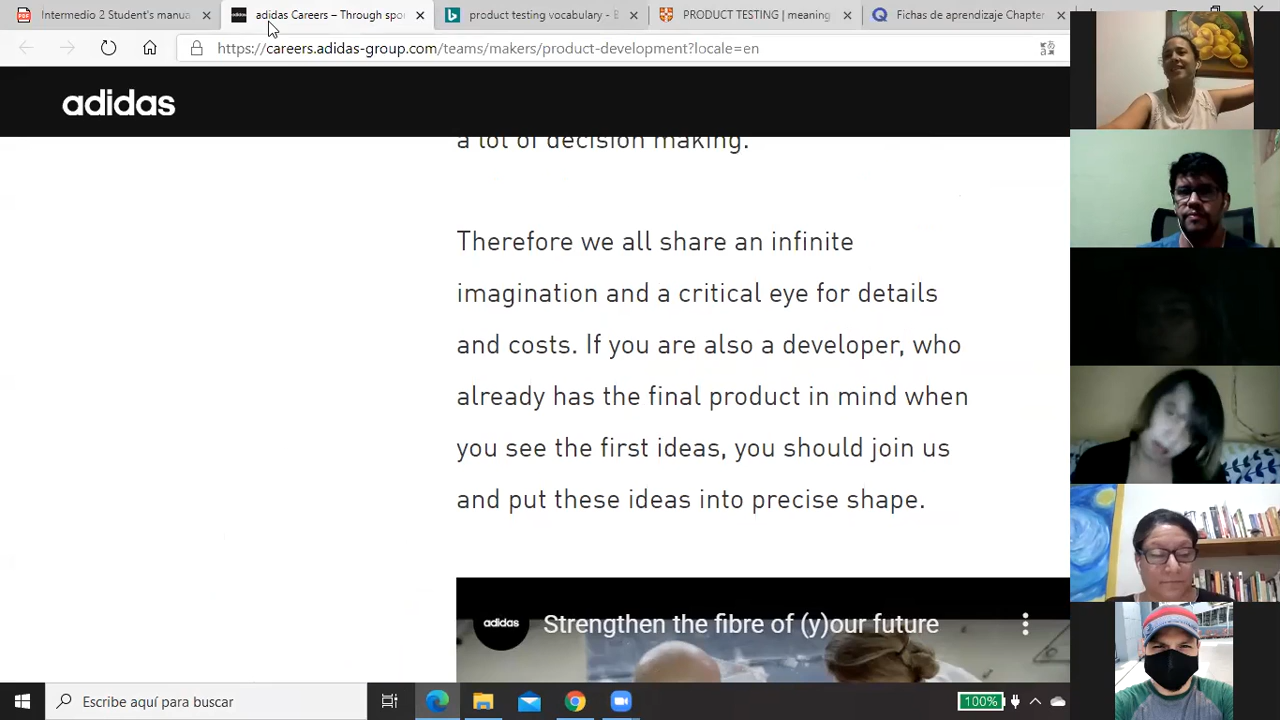 Intermedio 2 Student's manua
adidas Careers – Through spo
product testing vocabulary - B
PRODUCT TESTING | meaning
Fichas de aprendizaje Chapter
https://careers.adidas-group.com/teams/makers/product-development?locale=en
adidas
a lot of decision making.
Therefore we all share an infinite
imagination and a critical eye for details
and costs. If you are also a developer, who
already has the final product in mind when
you see the first ideas, you should join us
and put these ideas into precise shape.
adidas
Strengthen the fibre of (y)our future
Escribe aquí para buscar
100%